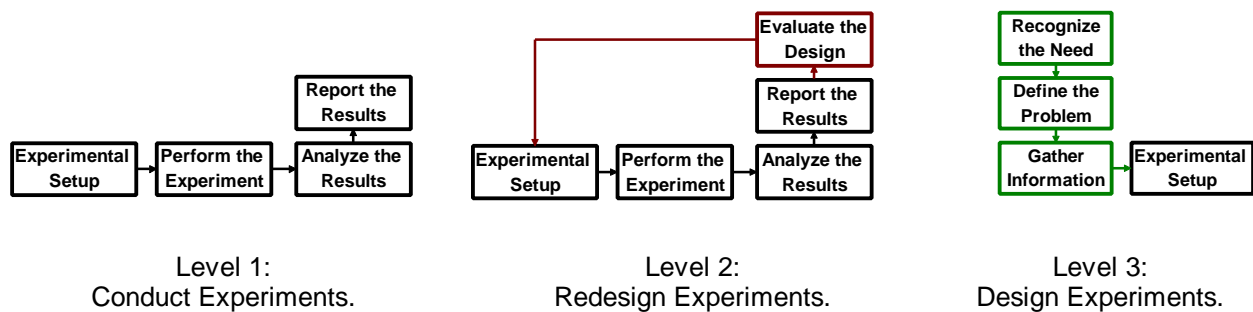 Report the
Results
Experimental
Setup
Perform the
Experiment
Analyze the
Results
Level 1:
Conduct Experiments.
Evaluate the
Design
Report the
Results
Experimental
Setup
Perform the
Experiment
Analyze the
Results
Level 2:
Redesign Experiments.
Recognize
the Need
Define the
Problem
Gather
Information
Experimental
Setup
Level 3:
Design Experiments.